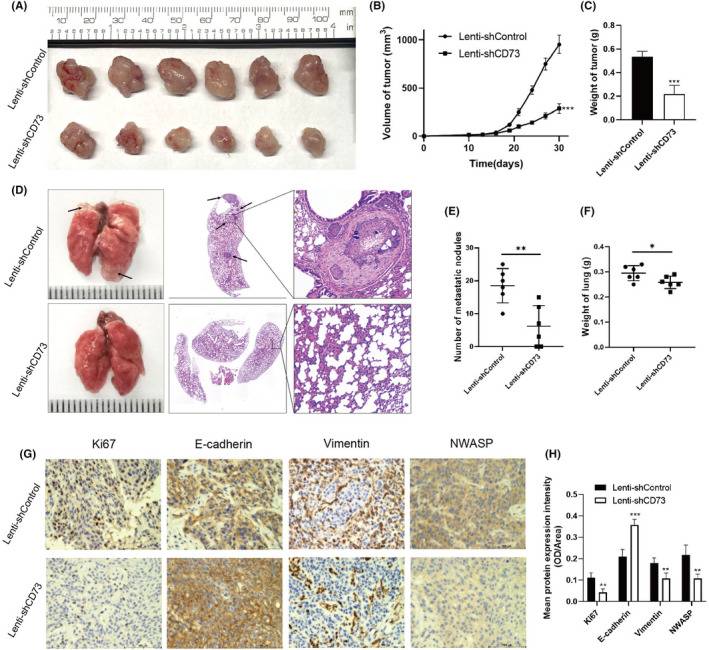 (A)
mm 10 20 30 40 50 60 70 80 90 100
in
Lenti-shControl
Lenti-shCD73
(B)
Volume of tumor (mm³)
1000
500
0
0 10 20 30
Time(days)
Lenti-shControl
Lenti-shCD73
***
(C)
Weight of tumor (g)
0.8
0.6
0.4
0.2
0.0
***
Lenti-shControl
Lenti-shCD73
(D)
Lenti-shControl
Lenti-shCD73
(E)
Number of metastatic nodules
40
30
20
10
0
**
Lenti-shControl
Lenti-shCD73
(F)
Weight of lung (g)
0.4
0.3
0.2
0.1
0.0
*
Lenti-shControl
Lenti-shCD73
(G)
Ki67 E-cadherin Vimentin NWASP
Lenti-shControl
Lenti-shCD73
(H)
Lenti-shControl
Lenti-shCD73
Mean protein expression intensity
(OD/Area)
0.5
0.4
0.3
0.2
0.1
0.0
** *** ** **
Ki67
E-cadherin
Vimentin
NWASP